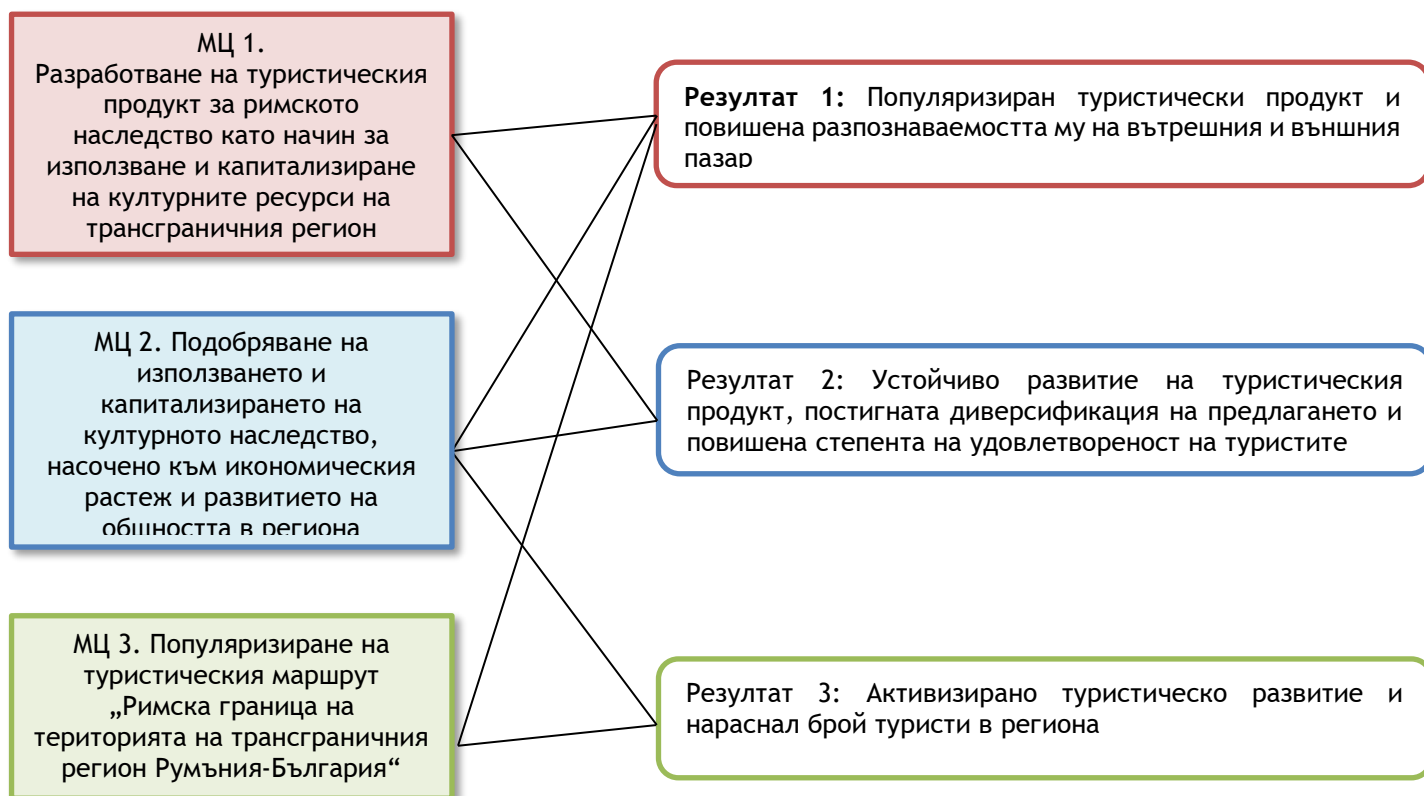 МЦ 1.
Разработване на туристическия
продукт за римското
наследство като начин за
използване и капитализиране
на културните ресурси на
трансграничния регион
Резултат 1: Популяризиран туристически продукт и
повишена разпознаваемостта му на вътрешния и външния
пазар
МЦ 2. Подобряване на
използването и
капитализирането на
културното наследство,
насочено към икономическия
растеж и развитието на
общността в региона
Резултат 2: Устойчиво развитие на туристическия
продукт, постигната диверсификация на предлагането и
повишена степента на удовлетвореност на туристите
МЦ 3. Популяризиране на
туристическия маршрут
„Римска граница на
територията на трансграничния
регион Румъния-България“
Резултат 3: Активизирано туристическо развитие и
нараснал брой туристи в региона